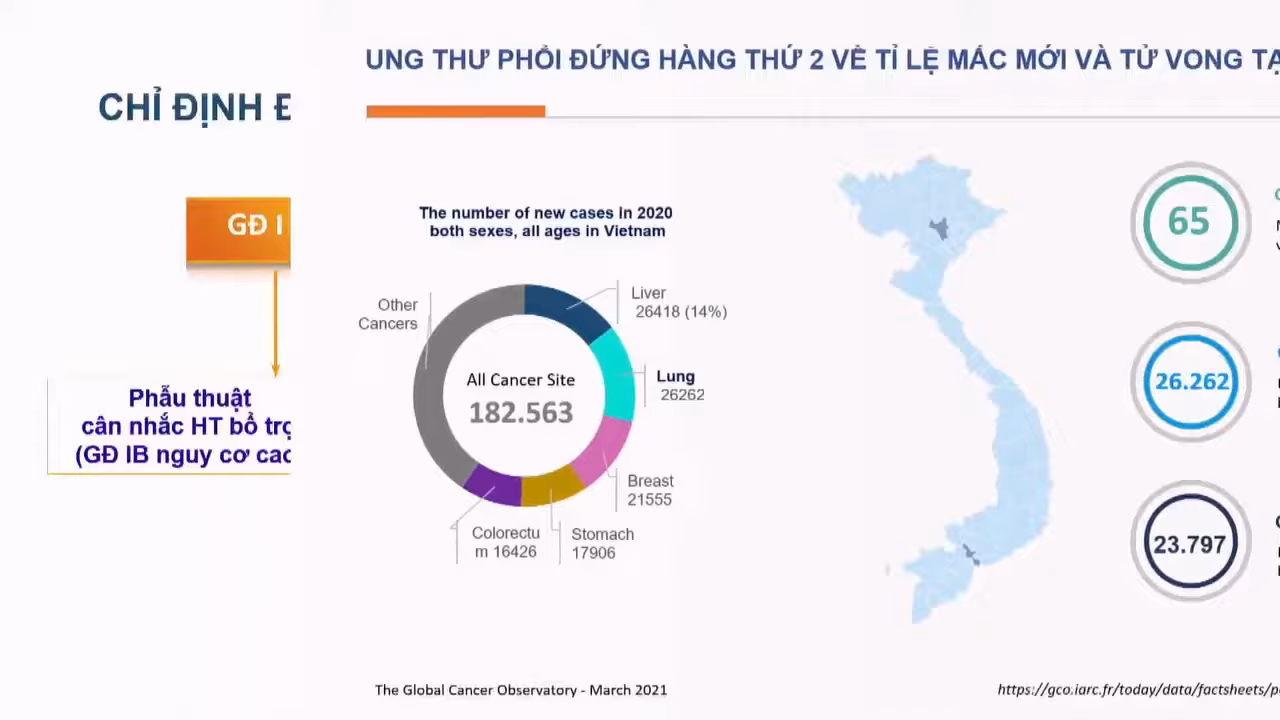 CHỈ ĐỊNH
GĐ I
Phẫu thuật
cân nhắc HT bổ trợ
(GĐ IB nguy cơ cao
UNG THƯ PHỔI ĐỨNG HÀNG THỨ 2 VỀ TỈ LỆ MẮC MỚI VÀ TỬ VONG
The number of new cases in 2020
both sexes, all ages in Vietnam
Other
Cancers
Liver
26418 (14%)
Lung
26262
All Cancer Site
182.563
Breast
21555
Colorectu
m 16426
Stomach
17906
65
26.262
23.797
The Global Cancer Observatory - March 2021
https://gco.iarc.fr/today/data/factsheets/p